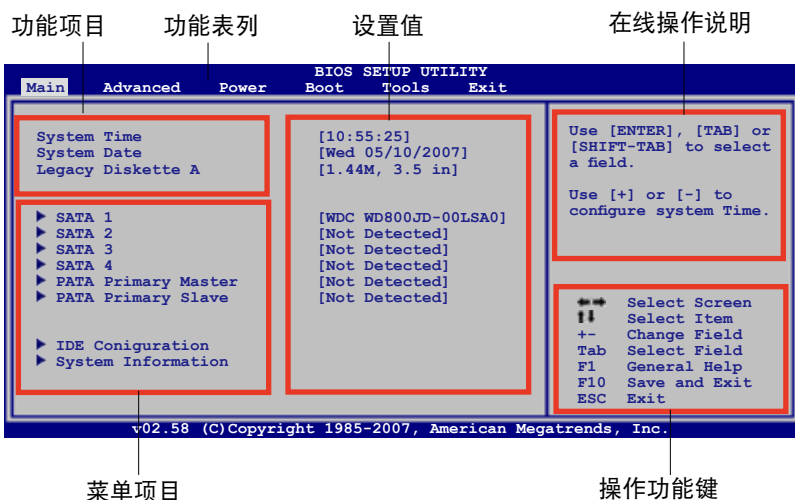 功能项目 功能表列 设置值 在线操作说明
BIOS SETUP UTILITY
Main Advanced Power Boot Tools Exit
System Time [10:55:25]
System Date [Wed 05/10/2007]
Legacy Diskette A [1.44M, 3.5 in]
SATA 1 [WDC WD800JD-00LSA0]
SATA 2 [Not Detected]
SATA 3 [Not Detected]
SATA 4 [Not Detected]
PATA Primary Master [Not Detected]
PATA Primary Slave [Not Detected]
IDE Coniguration
System Information
Use [ENTER], [TAB] or
[SHIFT-TAB] to select
a field.
Use [+] or [-] to
configure system Time.
Select Screen
Select Item
+- Change Field
Tab Select Field
F1 General Help
F10 Save and Exit
ESC Exit
v02.58 (C)Copyright 1985-2007, American Megatrends, Inc.
菜单项目 操作功能键